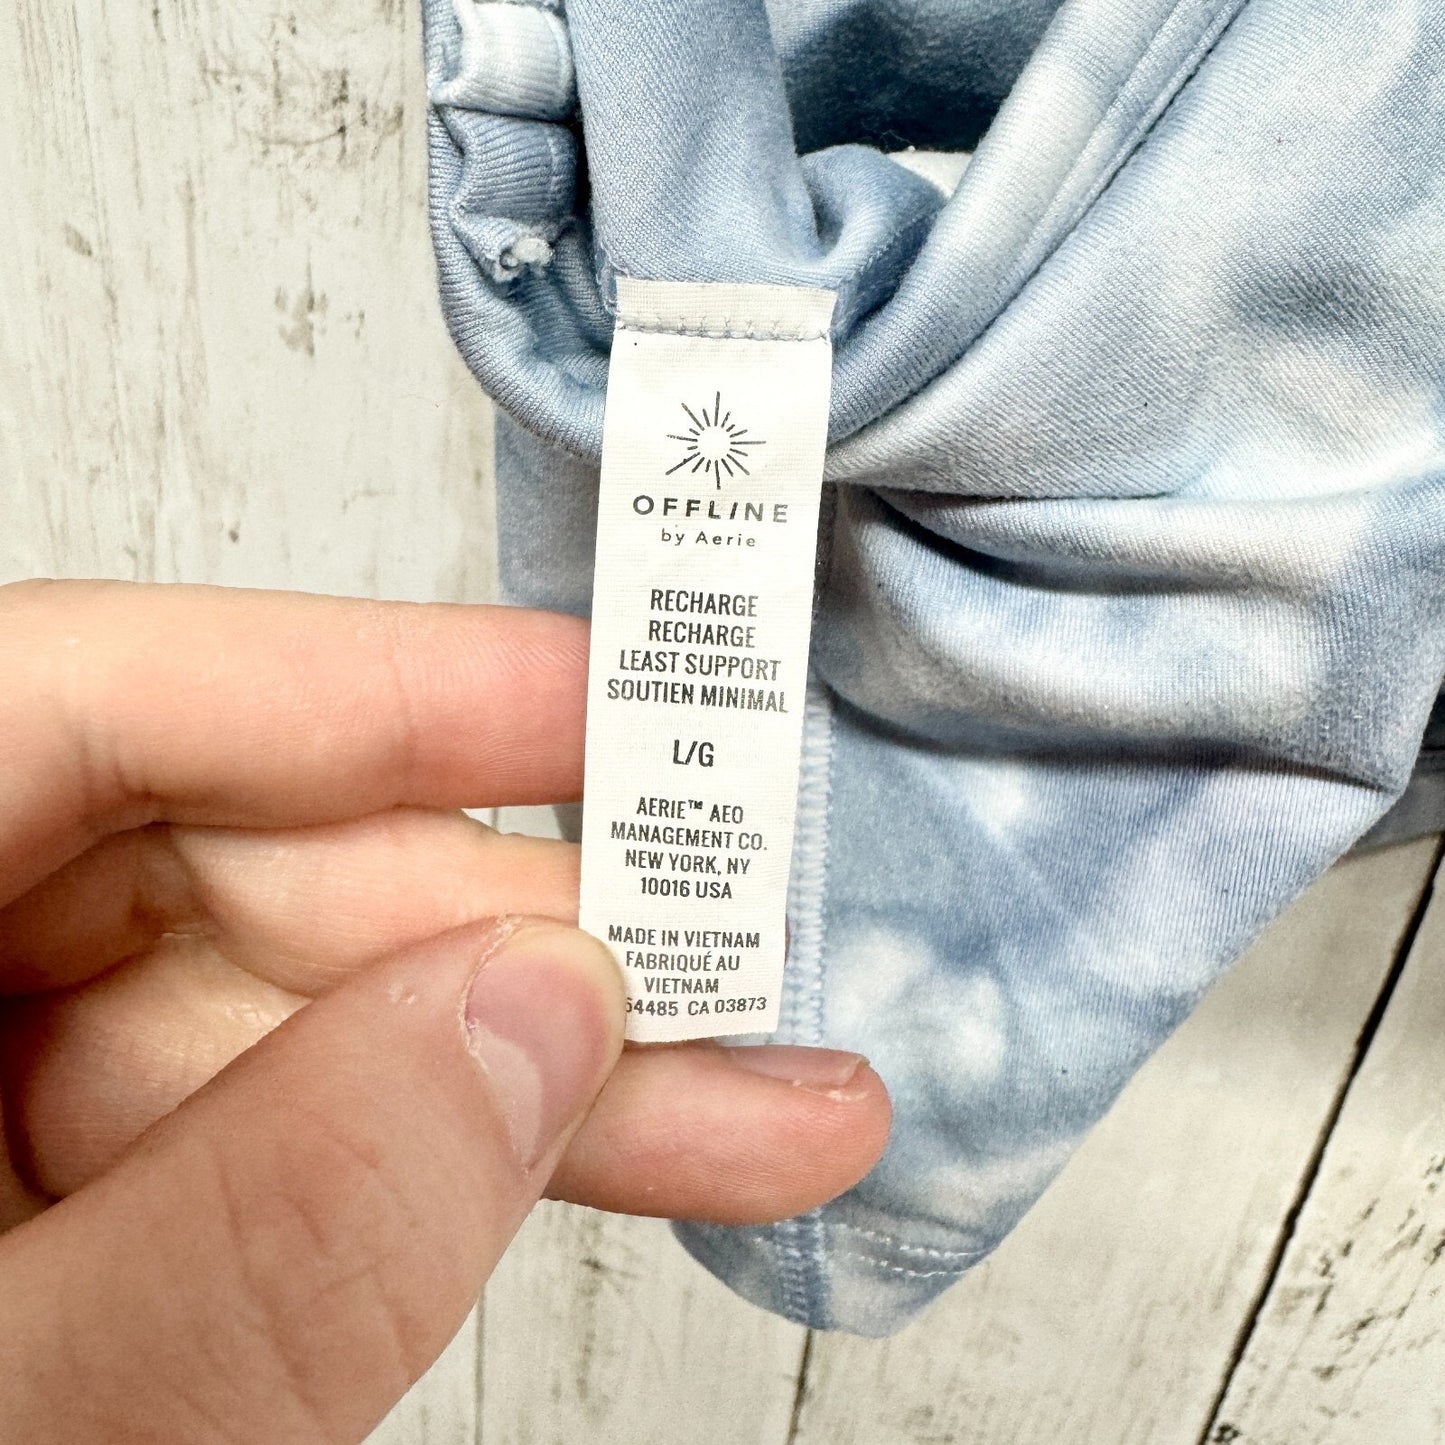 OFFLINE
by Aerie
RECHARGE
RECHARGE
LEAST SUPPORT
SOUTIEN MINIMAL
L/G
AERIE™ AEO
MANAGEMENT CO.
NEW YORK, NY
10016 USA
MADE IN VIETNAM
FABRIQUÉ AU
VIETNAM
54485 CA 03873